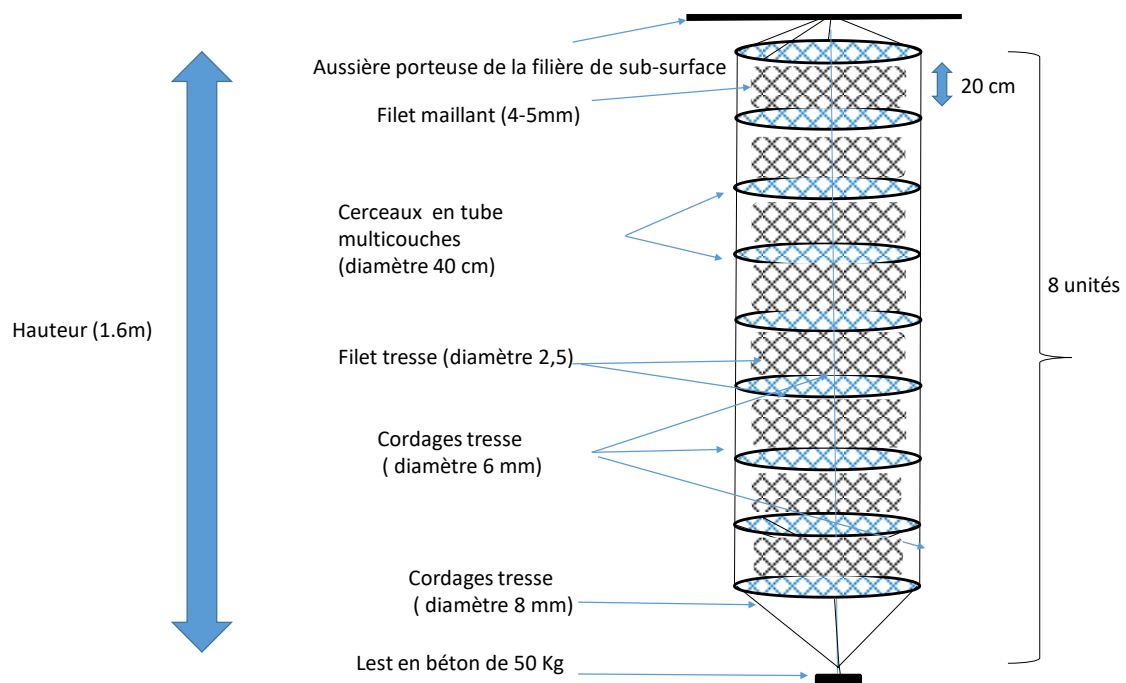 Aussière porteuse de la filière de sub-surface
20 cm
Filet maillant (4-5mm)
Cerceaux en tube
multicouches
(diamètre 40 cm)
8 unités
Hauteur (1.6m)
Filet tresse (diamètre 2,5)
Cordages tresse
( diamètre 6 mm)
Cordages tresse
( diamètre 8 mm)
Lest en béton de 50 Kg